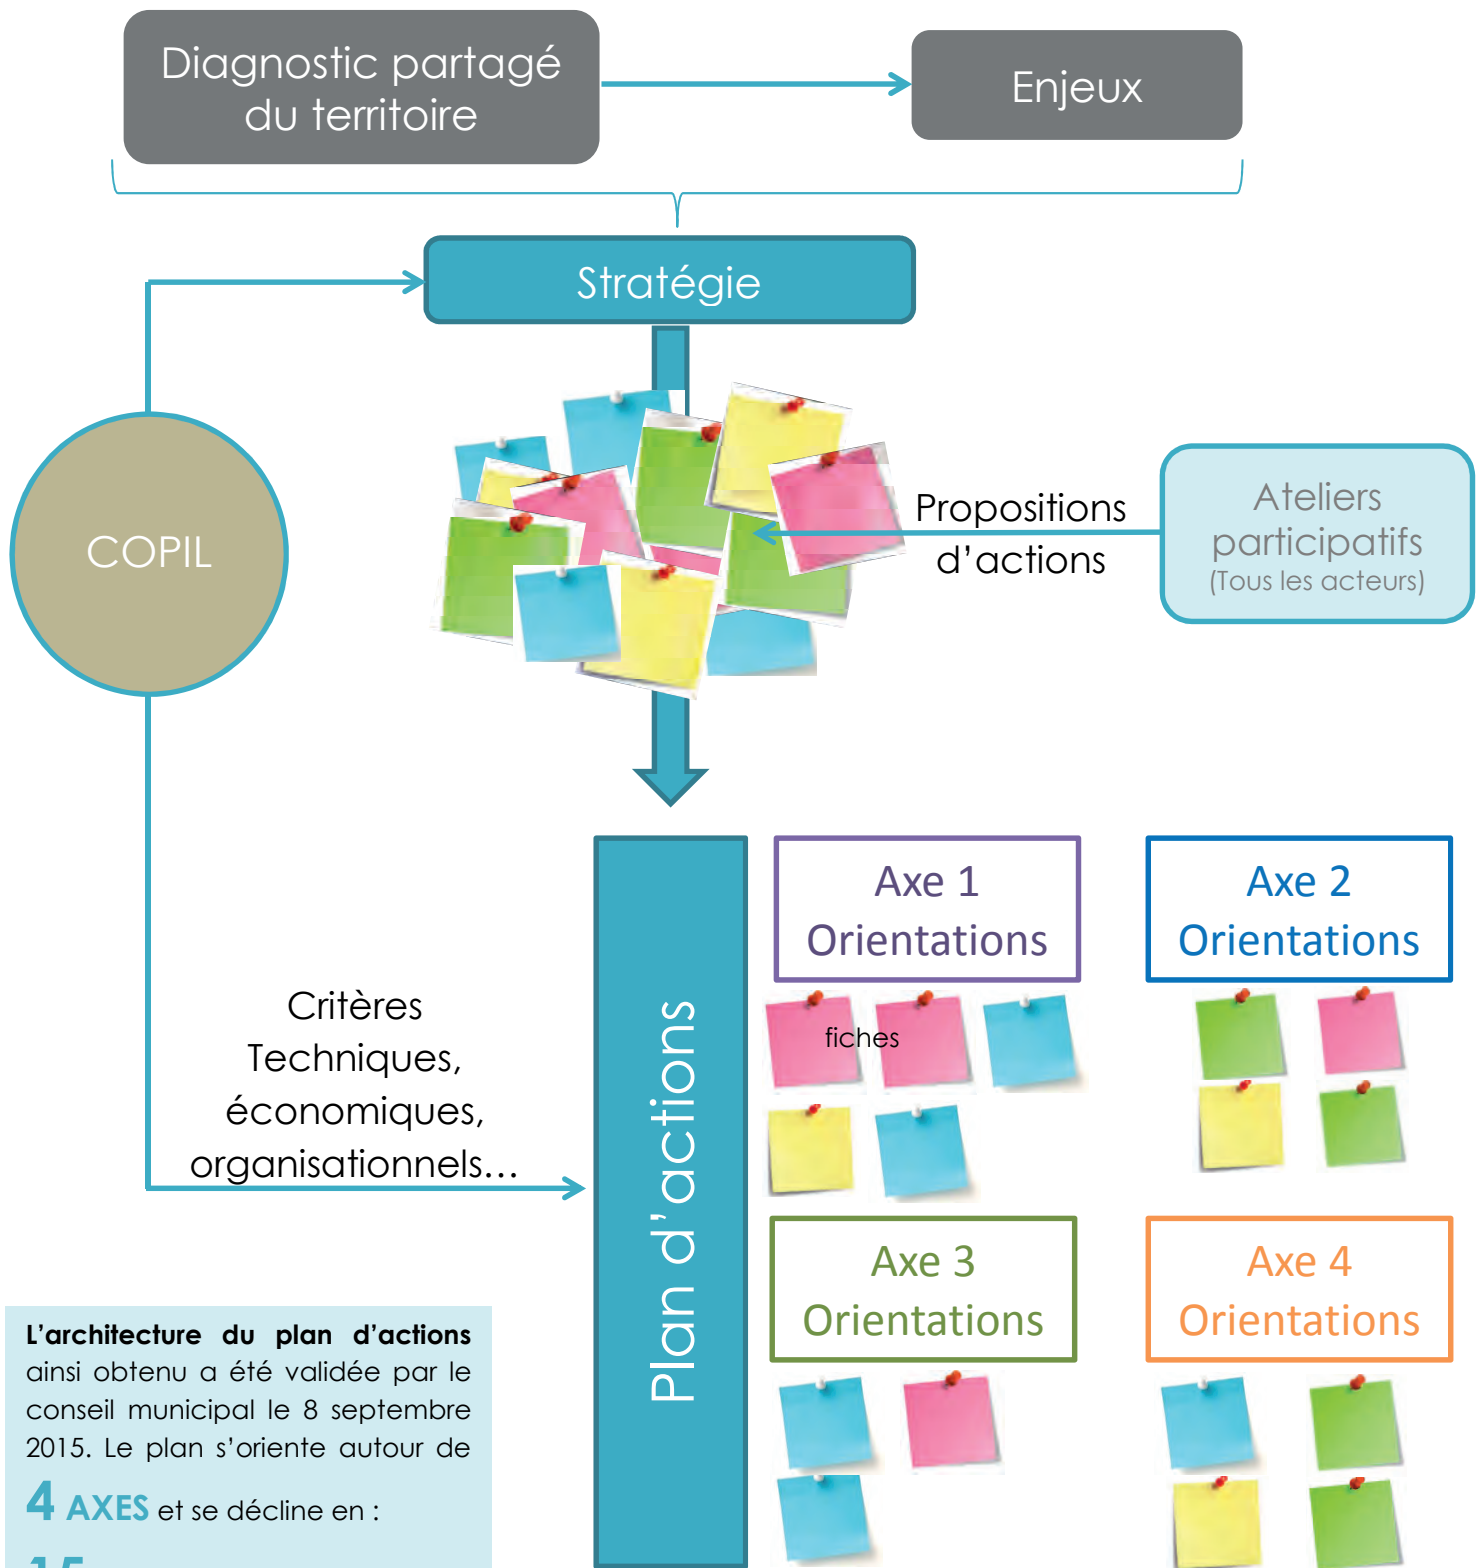 Diagnostic partagé
du territoire
Enjeux
Stratégie
COPIL
Propositions
d’actions
Ateliers
participatifs
(Tous les acteurs)
Critères
Techniques,
économiques,
organisationnels…
Plan d’actions
Axe 1
Orientations
Axe 2
Orientations
fiches
Axe 3
Orientations
Axe 4
Orientations
L’architecture du plan d’actions
ainsi obtenu a été validée par le
conseil municipal le 8 septembre
2015. Le plan s’oriente autour de
4 AXES et se décline en :
15